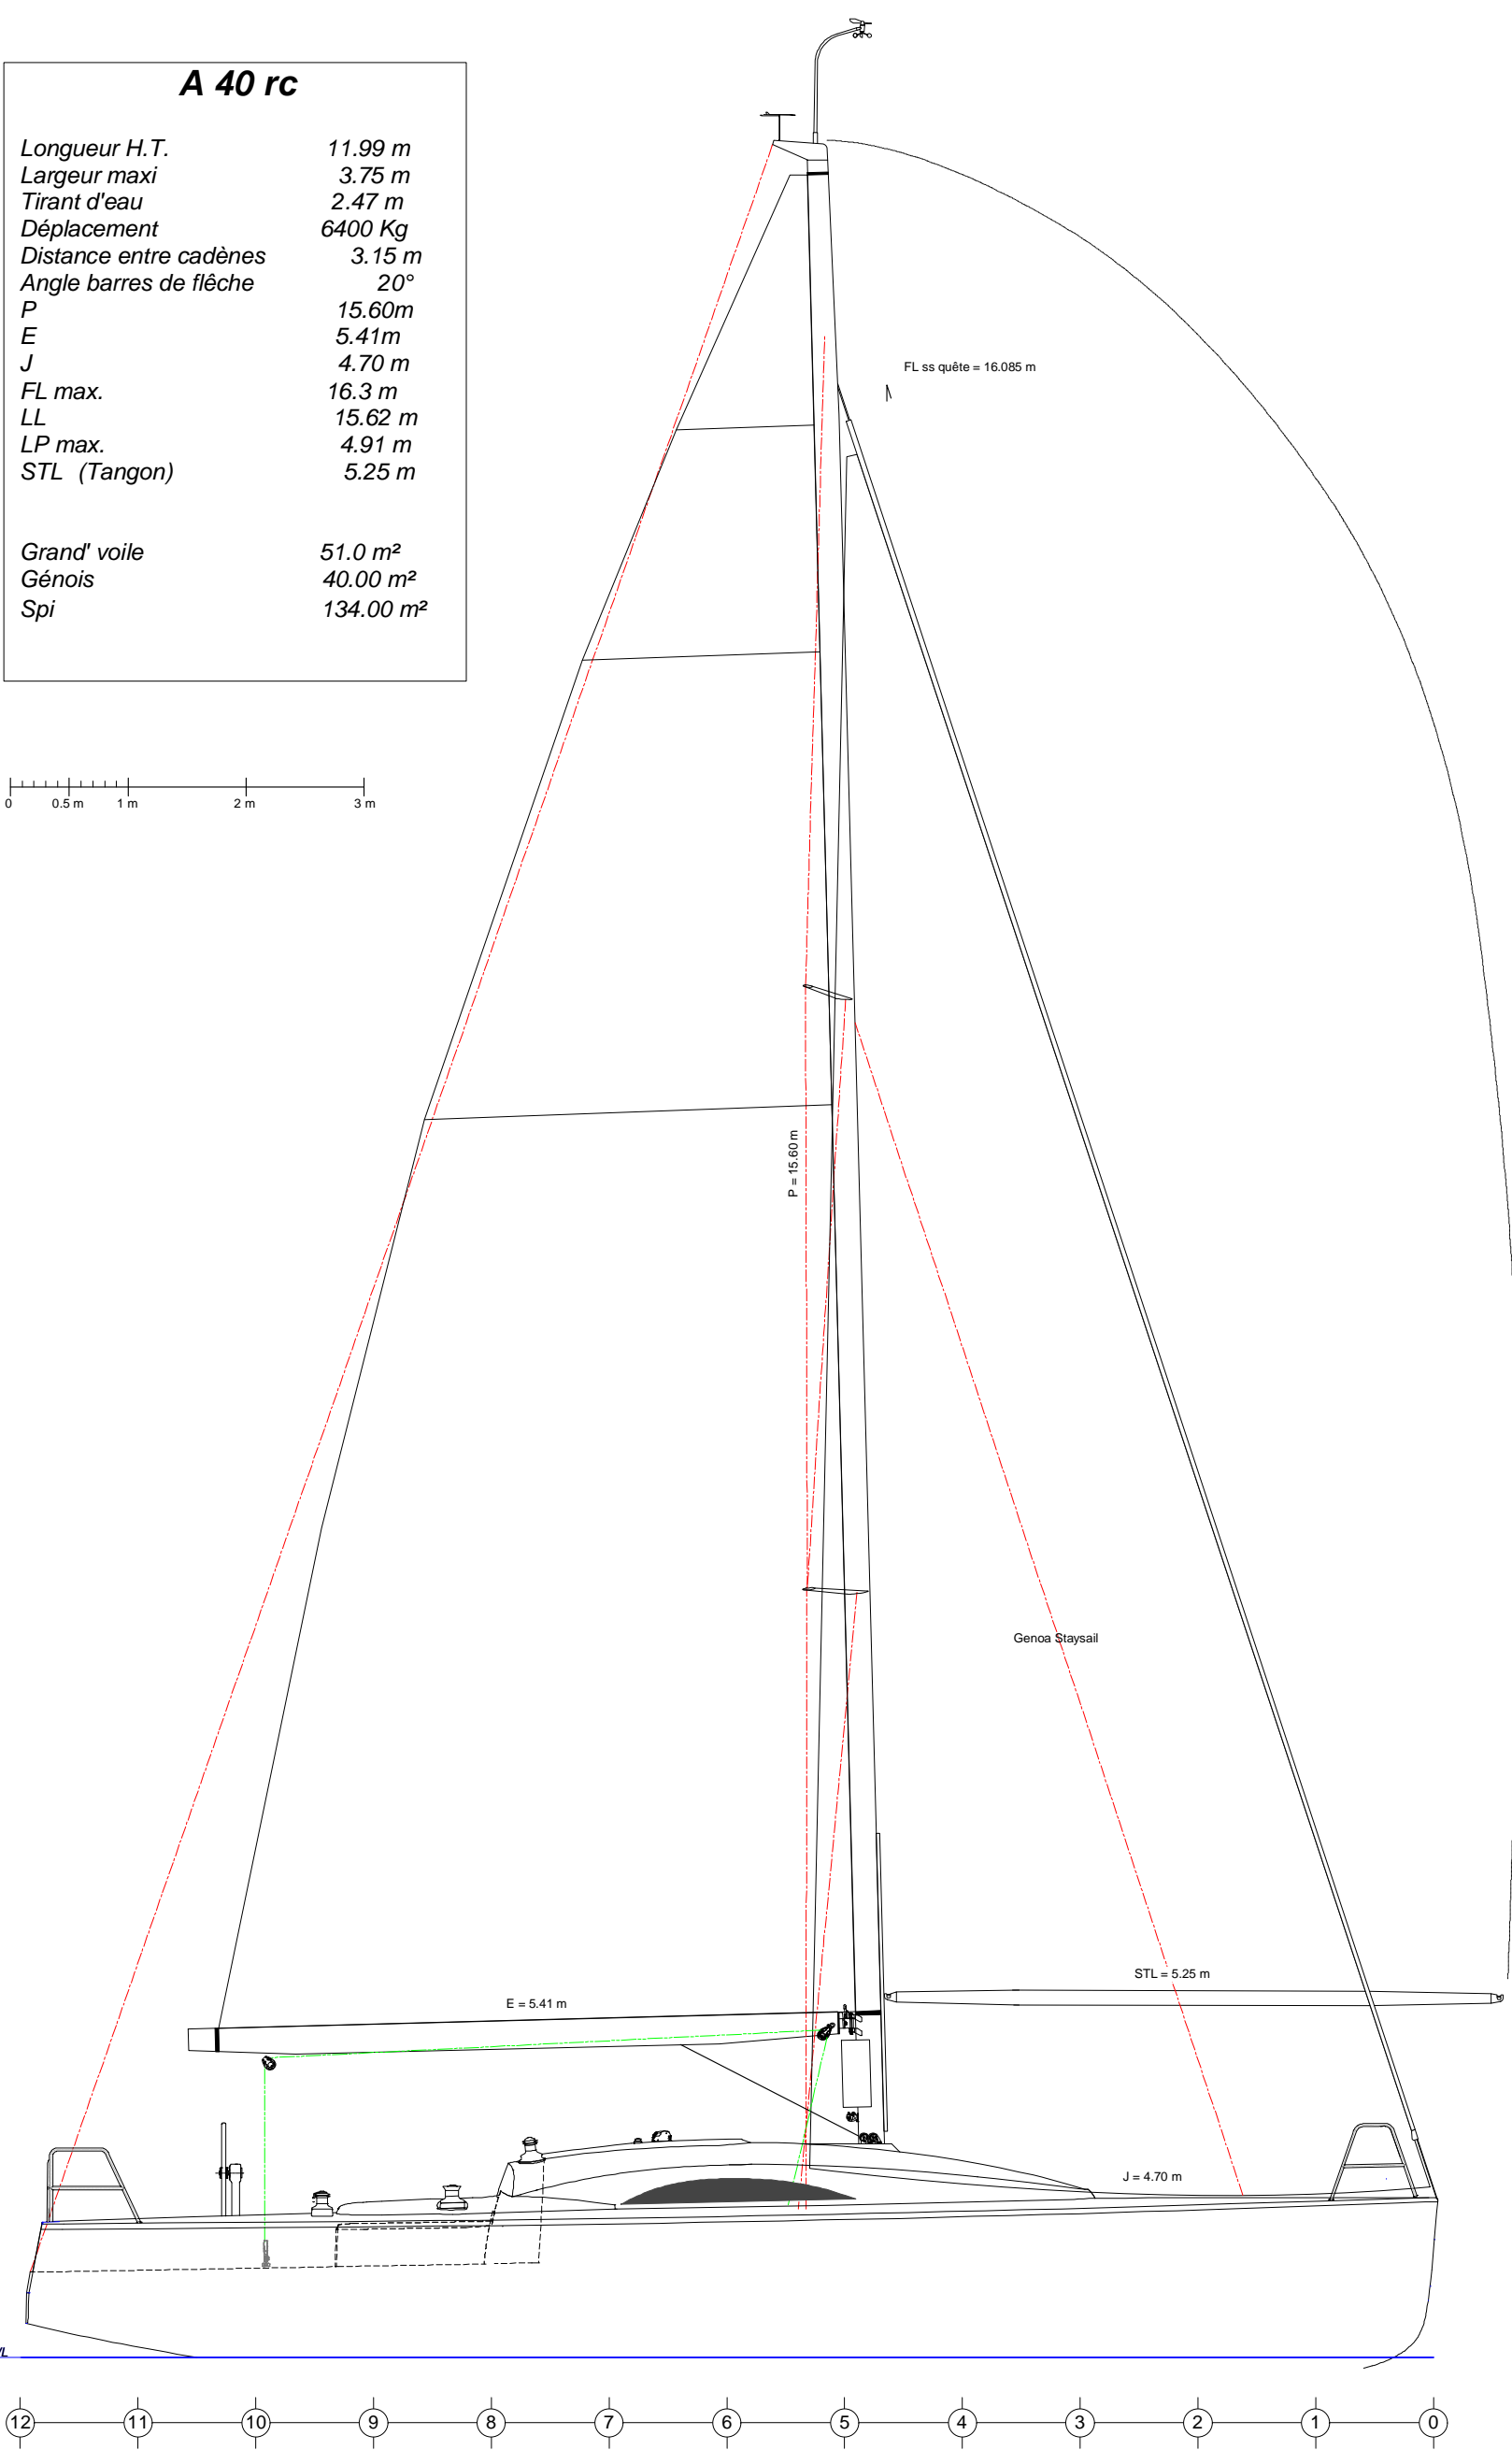 A 40 rc
Longueur H.T. 11.99 m
Largeur maxi 3.75 m
Tirant d'eau 2.47 m
Déplacement 6400 Kg
Distance entre cadènes 3.15 m
Angle barres de flêche 20°
P 15.60m
E 5.41m
J 4.70 m
FL max. 16.3 m
LL 15.62 m
LP max. 4.91 m
STL (Tangon) 5.25 m
Grand' voile 51.0 m²
Génois 40.00 m²
Spi 134.00 m²
FL ss quête = 16.085 m
0 0.5 m 1 m 2 m 3 m
P = 15.60 m
Genoa Staysail
STL = 5.25 m
E = 5.41 m
J = 4.70 m
12 11 10 9 8 7 6 5 4 3 2 1 0